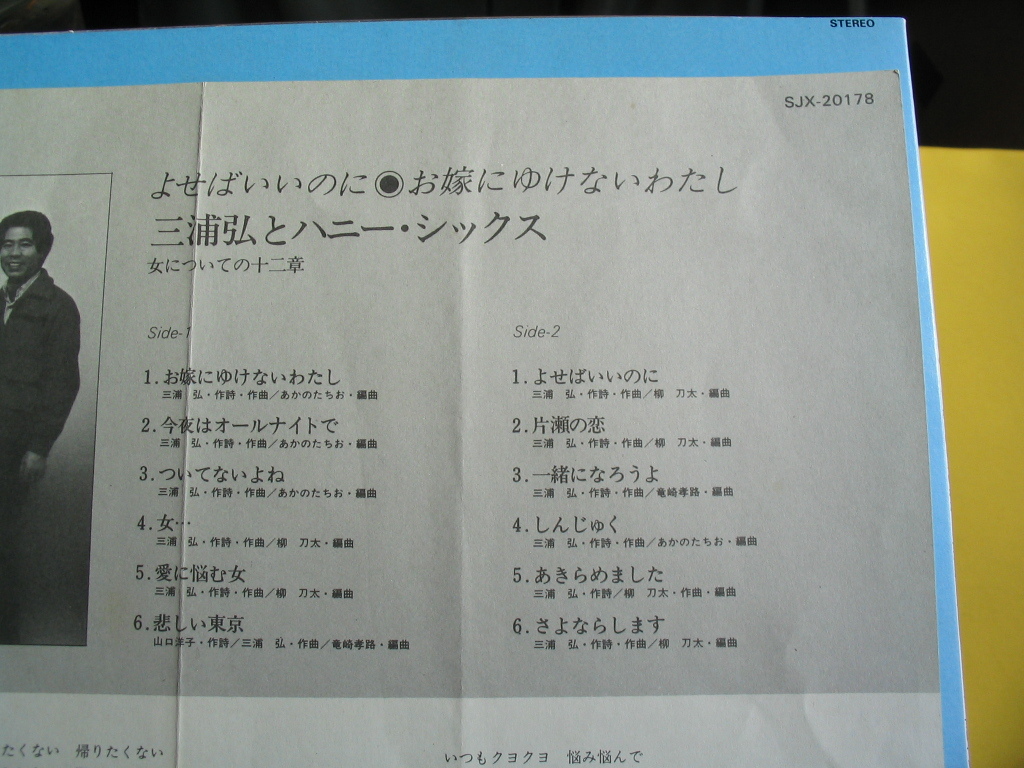 STEREO
SJX-20178
よせばいいのに◉お嫁にゆけないわたし
三浦弘とハニー・シックス
女についての十二章
Side-1
1.お嫁にゆけないわたし
三浦 弘・作詩・作曲/あかのたちお・編曲
2.今夜はオールナイトで
三浦 弘・作詩・作曲/あかのたちお・編曲
3.ついてないよね
三浦 弘・作詩・作曲/あかのたちお・編曲
4.女…
三浦 弘・作詩・作曲/柳 刀太・編曲
5.愛に悩む女
三浦 弘・作詩・作曲/柳 刀太・編曲
6.悲しい東京
山口洋子・作詩/三浦 弘・作曲/竜崎孝路・編曲
Side-2
1.よせばいいのに
三浦 弘・作詩・作曲/柳 刀太・編曲
2.片瀬の恋
三浦 弘・作詩・作曲/柳 刀太・編曲
3.一緒になろうよ
三浦 弘・作詩・作曲/竜崎孝路・編曲
4.しんじゅく
三浦 弘・作詩・作曲/あかのたちお・編曲
5.あきらめました
三浦 弘・作詩/柳 刀太・作曲・編曲
6.さよならします
三浦 弘・作詩・作曲/柳 刀太・編曲
たくない 帰りたくない
いつもクヨクヨ 悩み悩んで